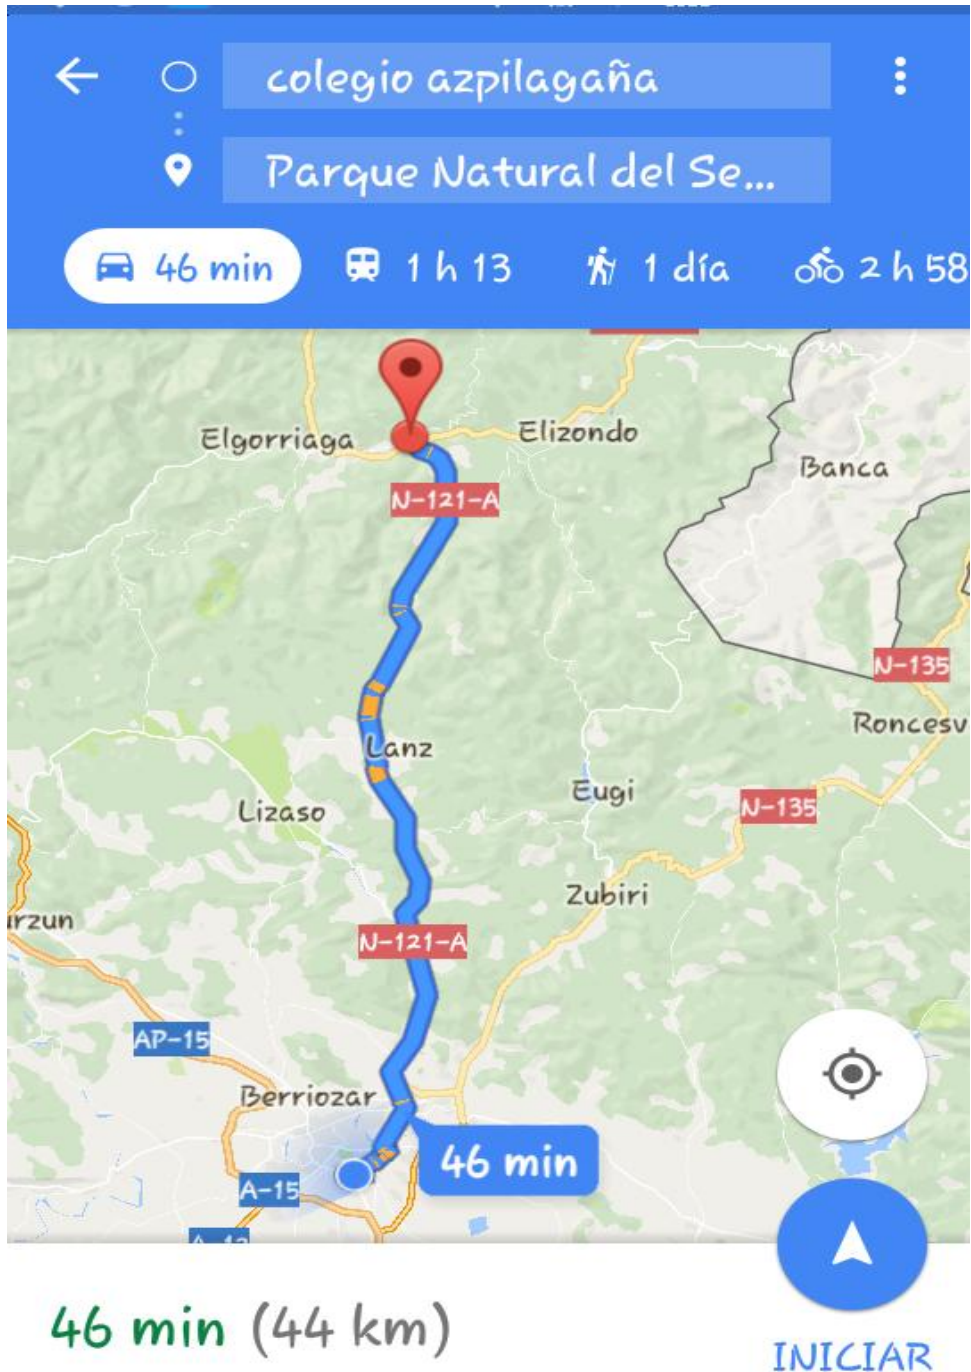 colegio azpilagaña
Parque Natural del Se...
46 min
1 h 13
1 día
2 h 58
Elgorriaga
Elizondo
Banca
N-121-A
N-135
Roncesv
Lanz
Eugi
N-135
Lizaso
Zubiri
urzun
N-121-A
AP-15
Berriozar
46 min
A-15
46 min (44 km)
INICIAR